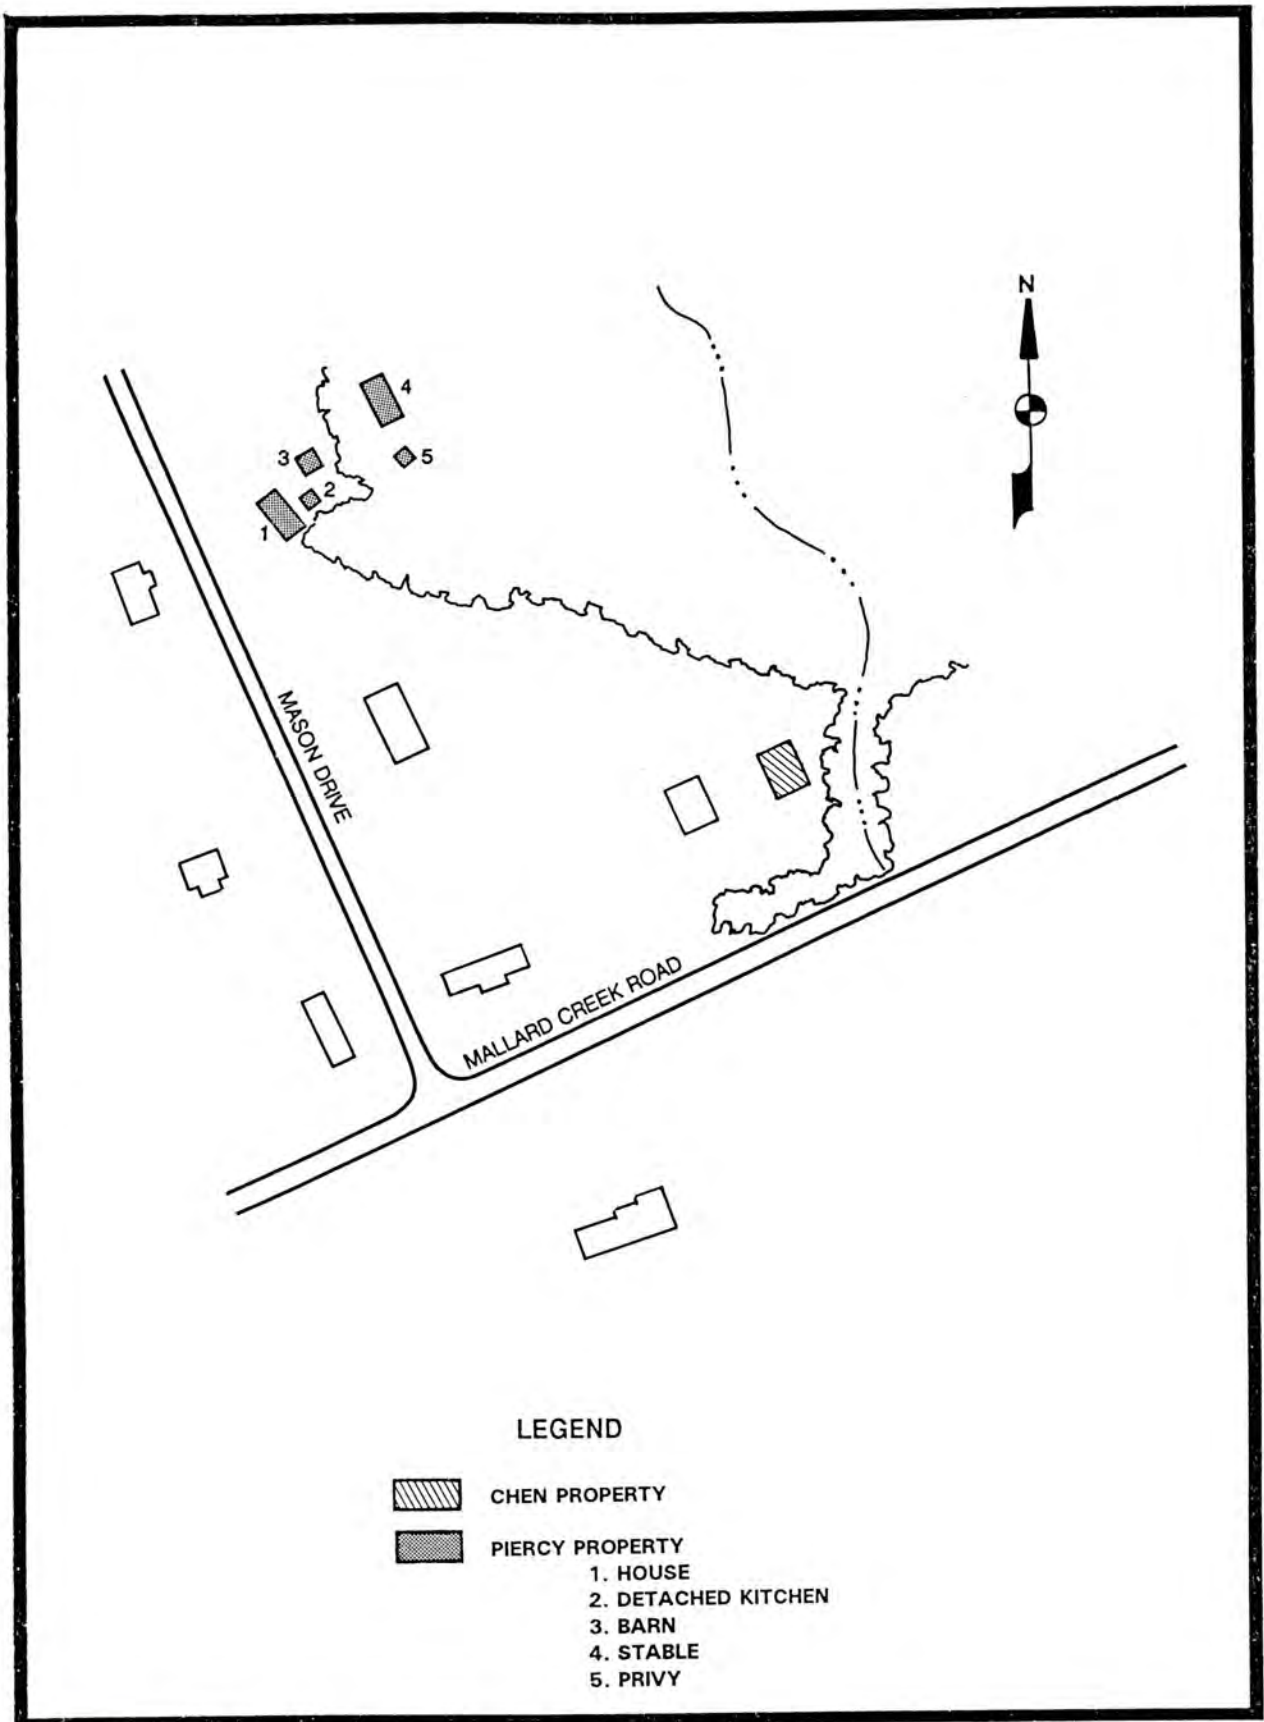 N
4
3
5
2
1
MASON DRIVE
MALLARD CREEK ROAD
LEGEND
CHEN PROPERTY
PIERCY PROPERTY
1. HOUSE
2. DETACHED KITCHEN
3. BARN
4. STABLE
5. PRIVY